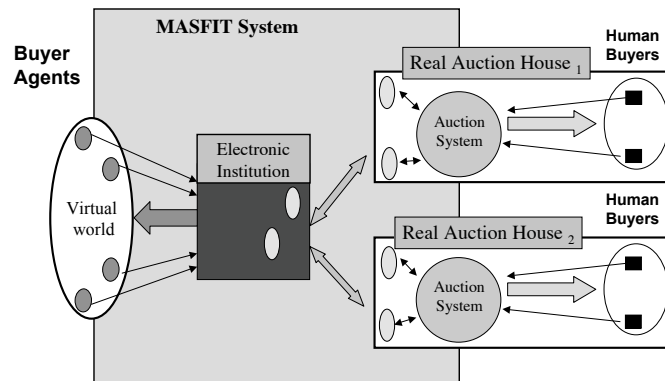 MASFIT System
Buyer
Agents
Human
Buyers
Real Auction House 1
Auction
System
Electronic
Institution
Virtual
world
Human
Buyers
Real Auction House 2
Auction
System